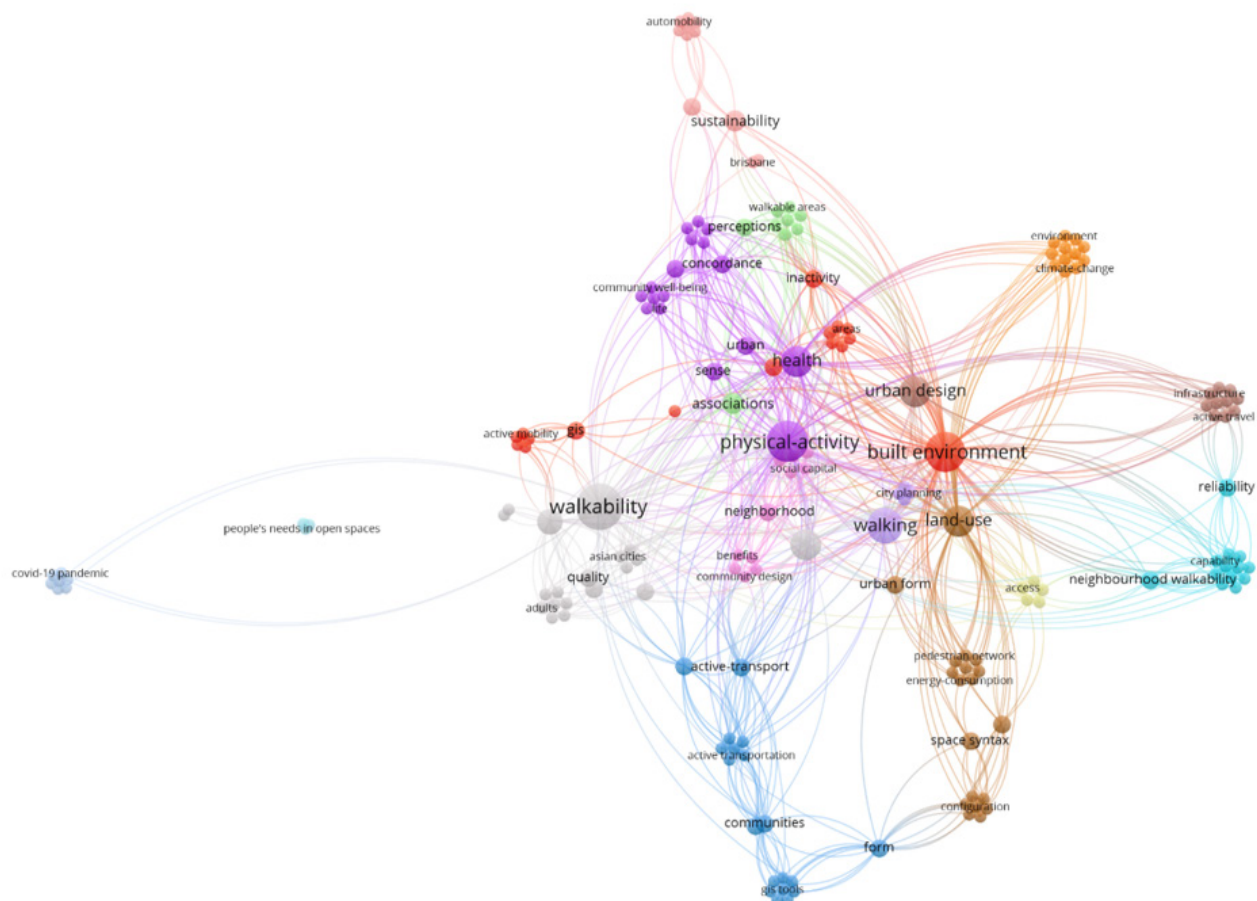 automobility
sustainability
brisbane
walkable areas
perceptions
environment
concordance
climate-change
inactivity
community well-being
life
areas
urban
health
sense
urban design
infrastructure
associations
active travel
active mobility
gis
physical-activity
built environment
social capital
reliability
city planning
walkability
neighborhood
walking
land-use
people's needs in open spaces
asian cities
benefits
capability
covid-19 pandemic
quality
community design
neighbourhood walkability
urban form
access
adults
pedestrian network
active-transport
energy-consumption
space syntax
active transportation
configuration
communities
form
gis tools